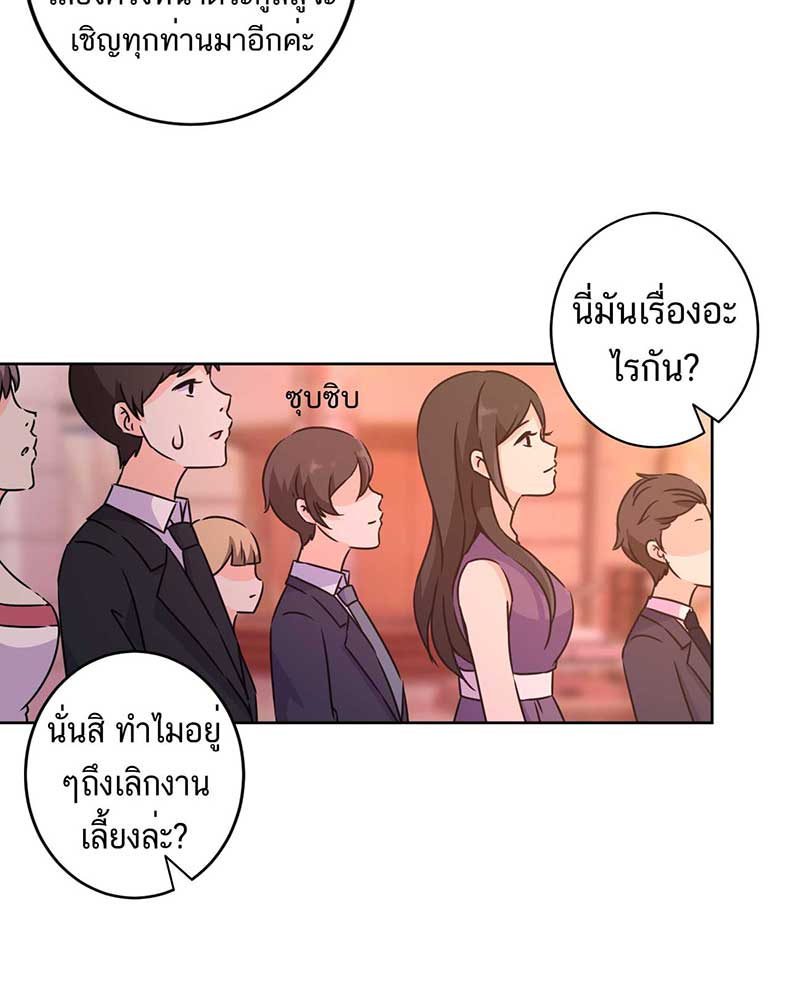 เชิญทุกท่านมาอีกค่ะ
นี่มันเรื่องอะ
ไรกัน?
ซุบซิบ
นั่นสิ ทำไมอยู่
ๆถึงเลิกงาน
เลี้ยงล่ะ?